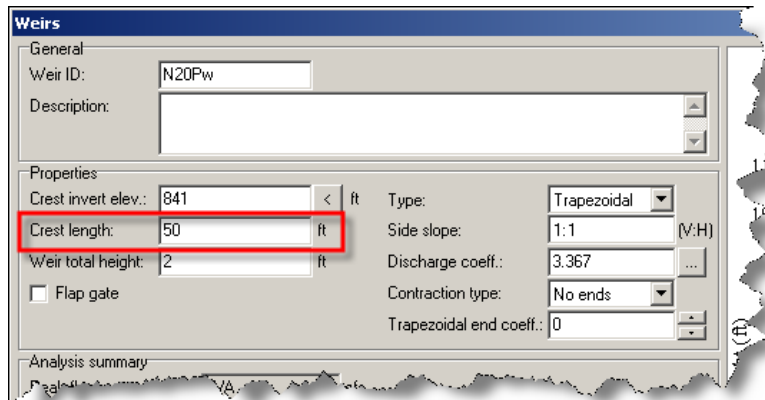 Weirs
General
Weir ID: N20Pw
Description:
Properties
Crest invert elev.: 841 < ft Type: Trapezoidal
Crest length: 50 ft Side slope: 1:1 (V:H)
Weir total height: 2 ft Discharge coeff.: 3.367 ...
Flap gate Contraction type: No ends
Trapezoidal end coeff.: 0
Analysis summary
(ft)